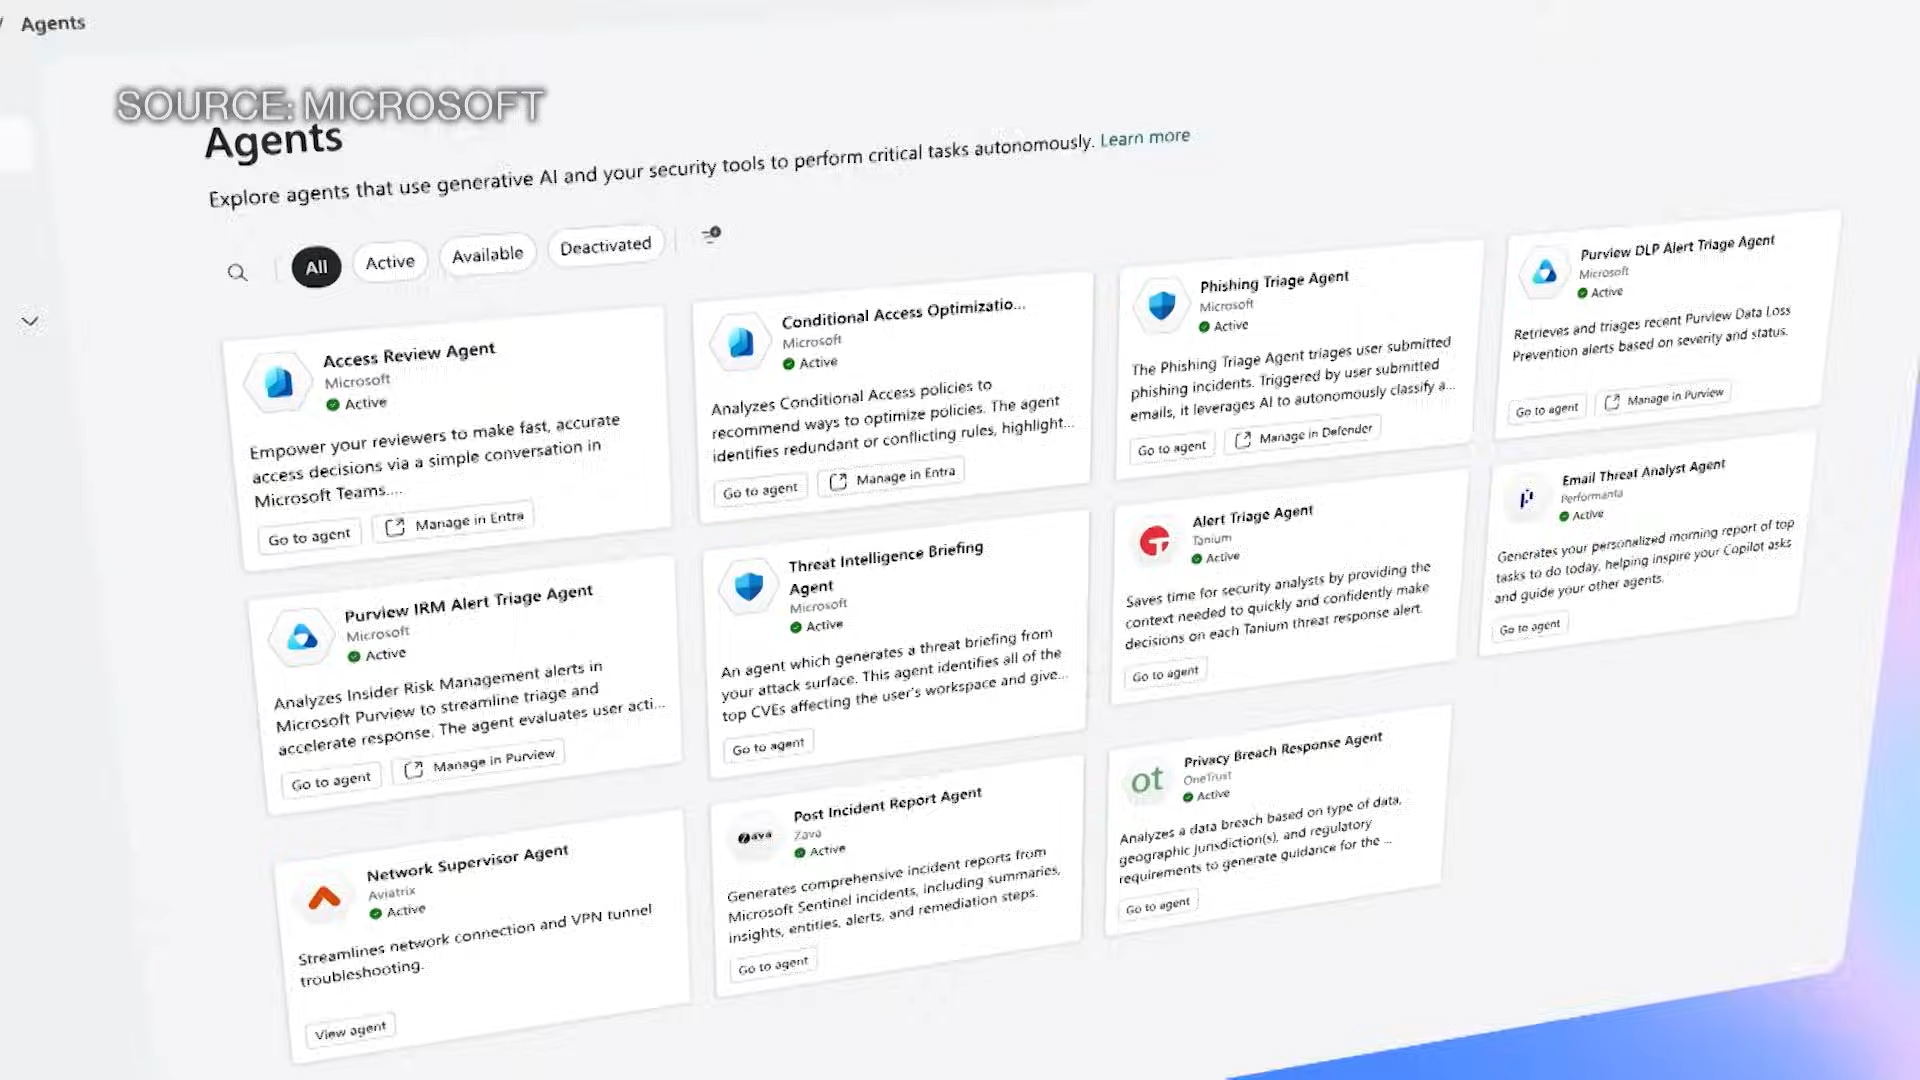 / Agents
SOURCE: MICROSOFT
Agents
Explore agents that use generative AI and your security tools to perform critical tasks autonomously. Learn more
All
Active
Available
Deactivated
Access Review Agent
Microsoft
Active
Empower your reviewers to make fast, accurate
access decisions via a simple conversation in
Microsoft Teams....
Go to agent
Manage in Entra
Conditional Access Optimizatio...
Microsoft
Active
Analyzes Conditional Access policies to
recommend ways to optimize policies. The agent
identifies redundant or conflicting rules, highlight...
Go to agent
Manage in Entra
Phishing Triage Agent
Microsoft
Active
The Phishing Triage Agent triages user submitted
phishing incidents. Triggered by user submitted
emails, it leverages AI to autonomously classify a...
Go to agent
Manage in Defender
Purview DLP Alert Triage Agent
Microsoft
Active
Retrieves and triages recent Purview Data Loss
Prevention alerts based on severity and status.
Go to agent
Manage in Purview
Purview IRM Alert Triage Agent
Microsoft
Active
Analyzes Insider Risk Management alerts in
Microsoft Purview to streamline triage and
accelerate response. The agent evaluates user acti...
Go to agent
Manage in Purview
Threat Intelligence Briefing
Agent
Microsoft
Active
An agent which generates a threat briefing from
your attack surface. This agent identifies all of the
top CVEs affecting the user's workspace and give...
Go to agent
Alert Triage Agent
Tanium
Active
Saves time for security analysts by providing the
context needed to quickly and confidently make
decisions on each Tanium threat response alert.
Go to agent
Email Threat Analyst Agent
Performanta
Active
Generates your personalized morning report of top
tasks to do today, helping inspire your Copilot asks
and guide your other agents.
Go to agent
Network Supervisor Agent
Aviatrix
Active
Streamlines network connection and VPN tunnel
troubleshooting.
View agent
Zava
Post Incident Report Agent
Zava
Active
Generates comprehensive incident reports from
Microsoft Sentinel incidents, including summaries,
insights, entities, alerts, and remediation steps.
Go to agent
ot
Privacy Breach Response Agent
OneTrust
Active
Analyzes a data breach based on type of data,
geographic jurisdiction(s), and regulatory
requirements to generate guidance for the ...
Go to agent